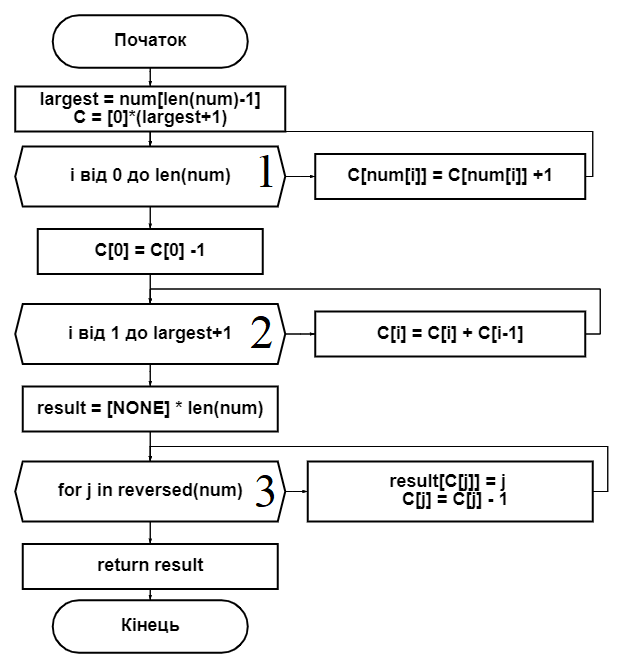 Початок
largest = num[len(num)-1]
C = [0]*(largest+1)
i від 0 до len(num) 1
C[num[i]] = C[num[i]] +1
C[0] = C[0] -1
i від 1 до largest+1 2
C[i] = C[i] + C[i-1]
result = [NONE] * len(num)
for j in reversed(num) 3
result[C[j]] = j
C[j] = C[j] - 1
return result
Кінець